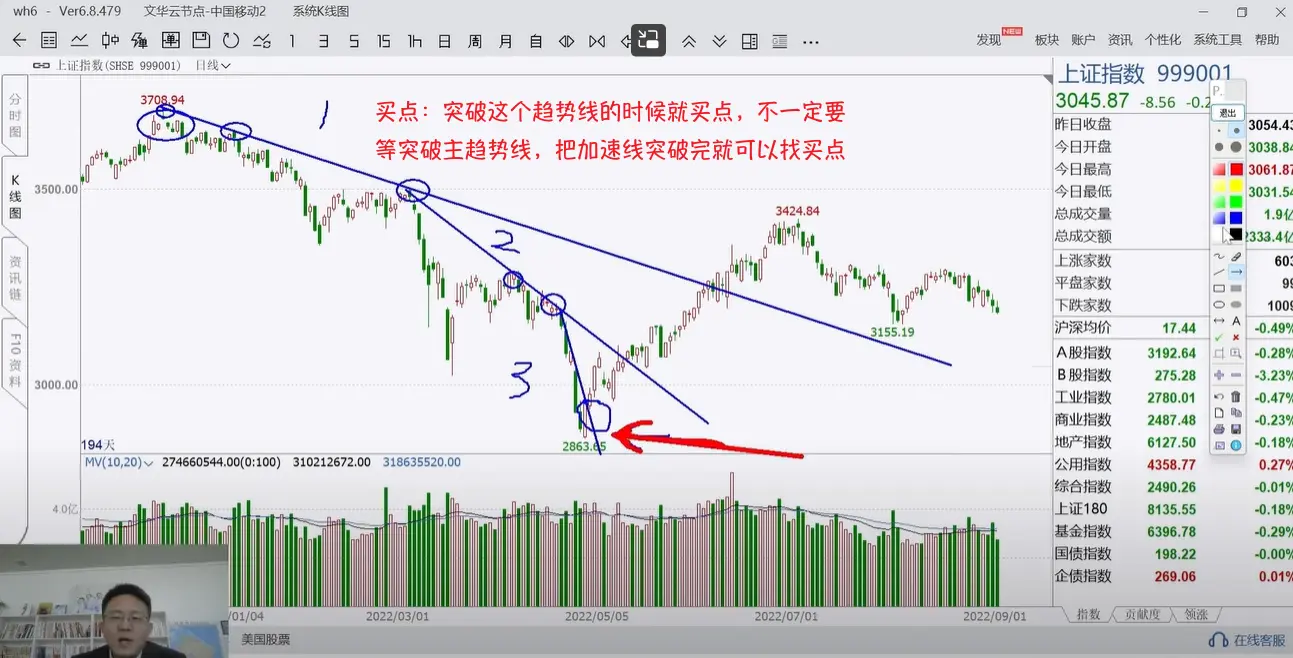 wh6 - Ver6.8.479 文华云节点-中国移动2 系统K线图
1 3 5 15 1h 日 周 月 自 ...
发现 NEW 板块 账户 资讯 个性化 系统工具 帮助
上证指数(SHSE 999001) 日线
分时图
K线图
资讯链
F10资料
3708.94
1
买点：突破这个趋势线的时候就买点，不一定要
等突破主趋势线，把加速线突破完就可以找买点
3500.00
3424.84
2
3155.19
3
3000.00
2863.65
194天
MV(10,20) 274660544.00(0:100) 310212672.00 318635520.00
4.0亿
/01/04 2022/03/01 2022/05/05 2022/07/01 2022/09/01
美国股票
上证指数 999001
3045.87 -8.56 -0.2
P.
退出
A
昨日收盘 3054.43
今日开盘 3038.84
今日最高 3061.87
今日最低 3031.54
总成交量 1.9亿
总成交额 2333.4亿
上涨家数 603
平盘家数 99
下跌家数 1009
沪深均价 17.44 -0.49%
A股指数 3192.64 -0.28%
B股指数 275.28 -3.23%
工业指数 2780.01 -0.47%
商业指数 2487.48 -0.23%
地产指数 6127.50 -0.18%
公用指数 4358.77 0.27%
综合指数 2490.26 -0.01%
上证180 8135.55 -0.18%
基金指数 6396.78 -0.29%
国债指数 198.22 -0.00%
企债指数 269.06 0.01%
指数 贡献度 领涨
在线客服